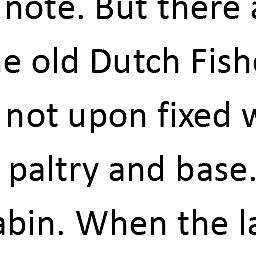 note. But there a
e old Dutch Fishe
not upon fixed w
paltry and base.
abin. When the la